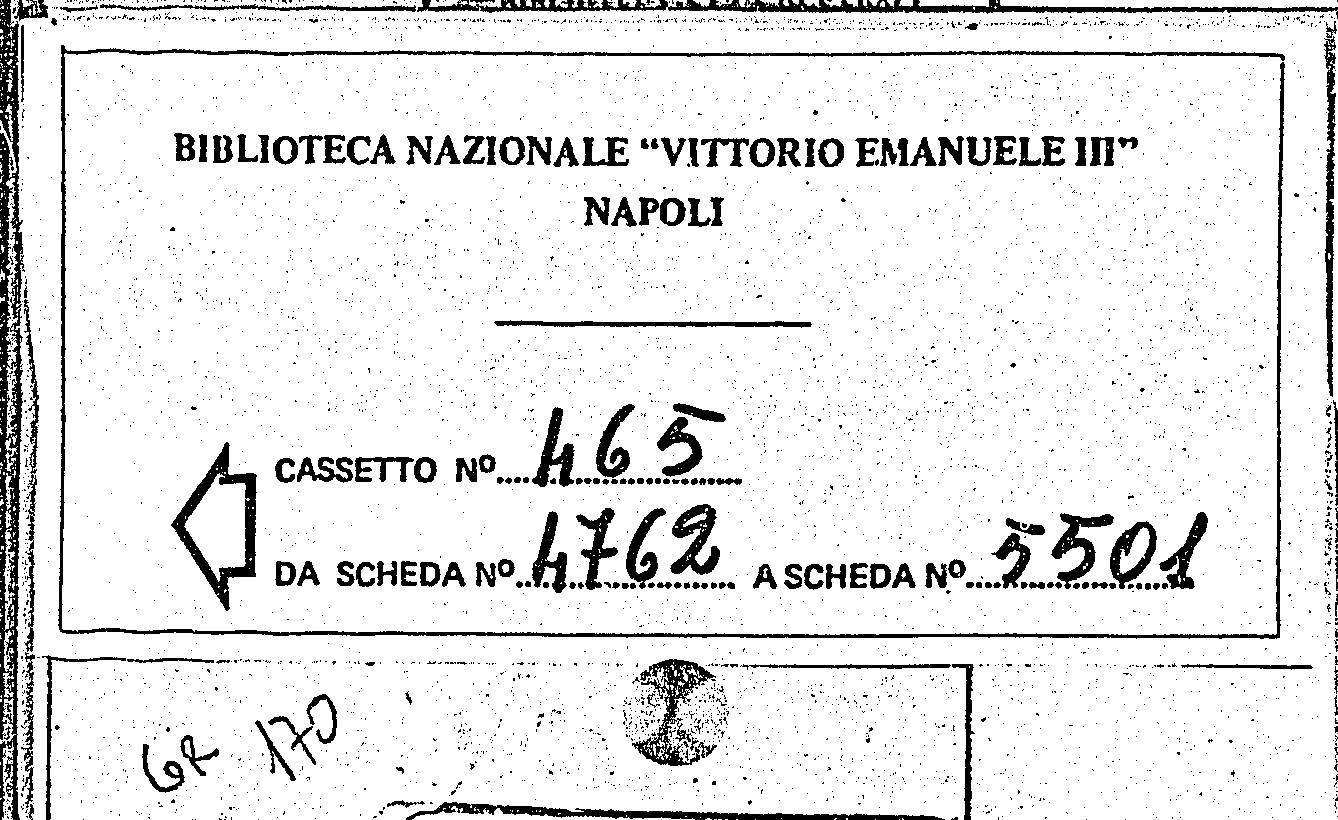 BIBLIOTECA NAZIONALE “VITTORIO EMANUELE III”
NAPOLI
CASSETTO Nº 465
DA SCHEDA Nº 4762 A SCHEDA Nº 5501
GR 170